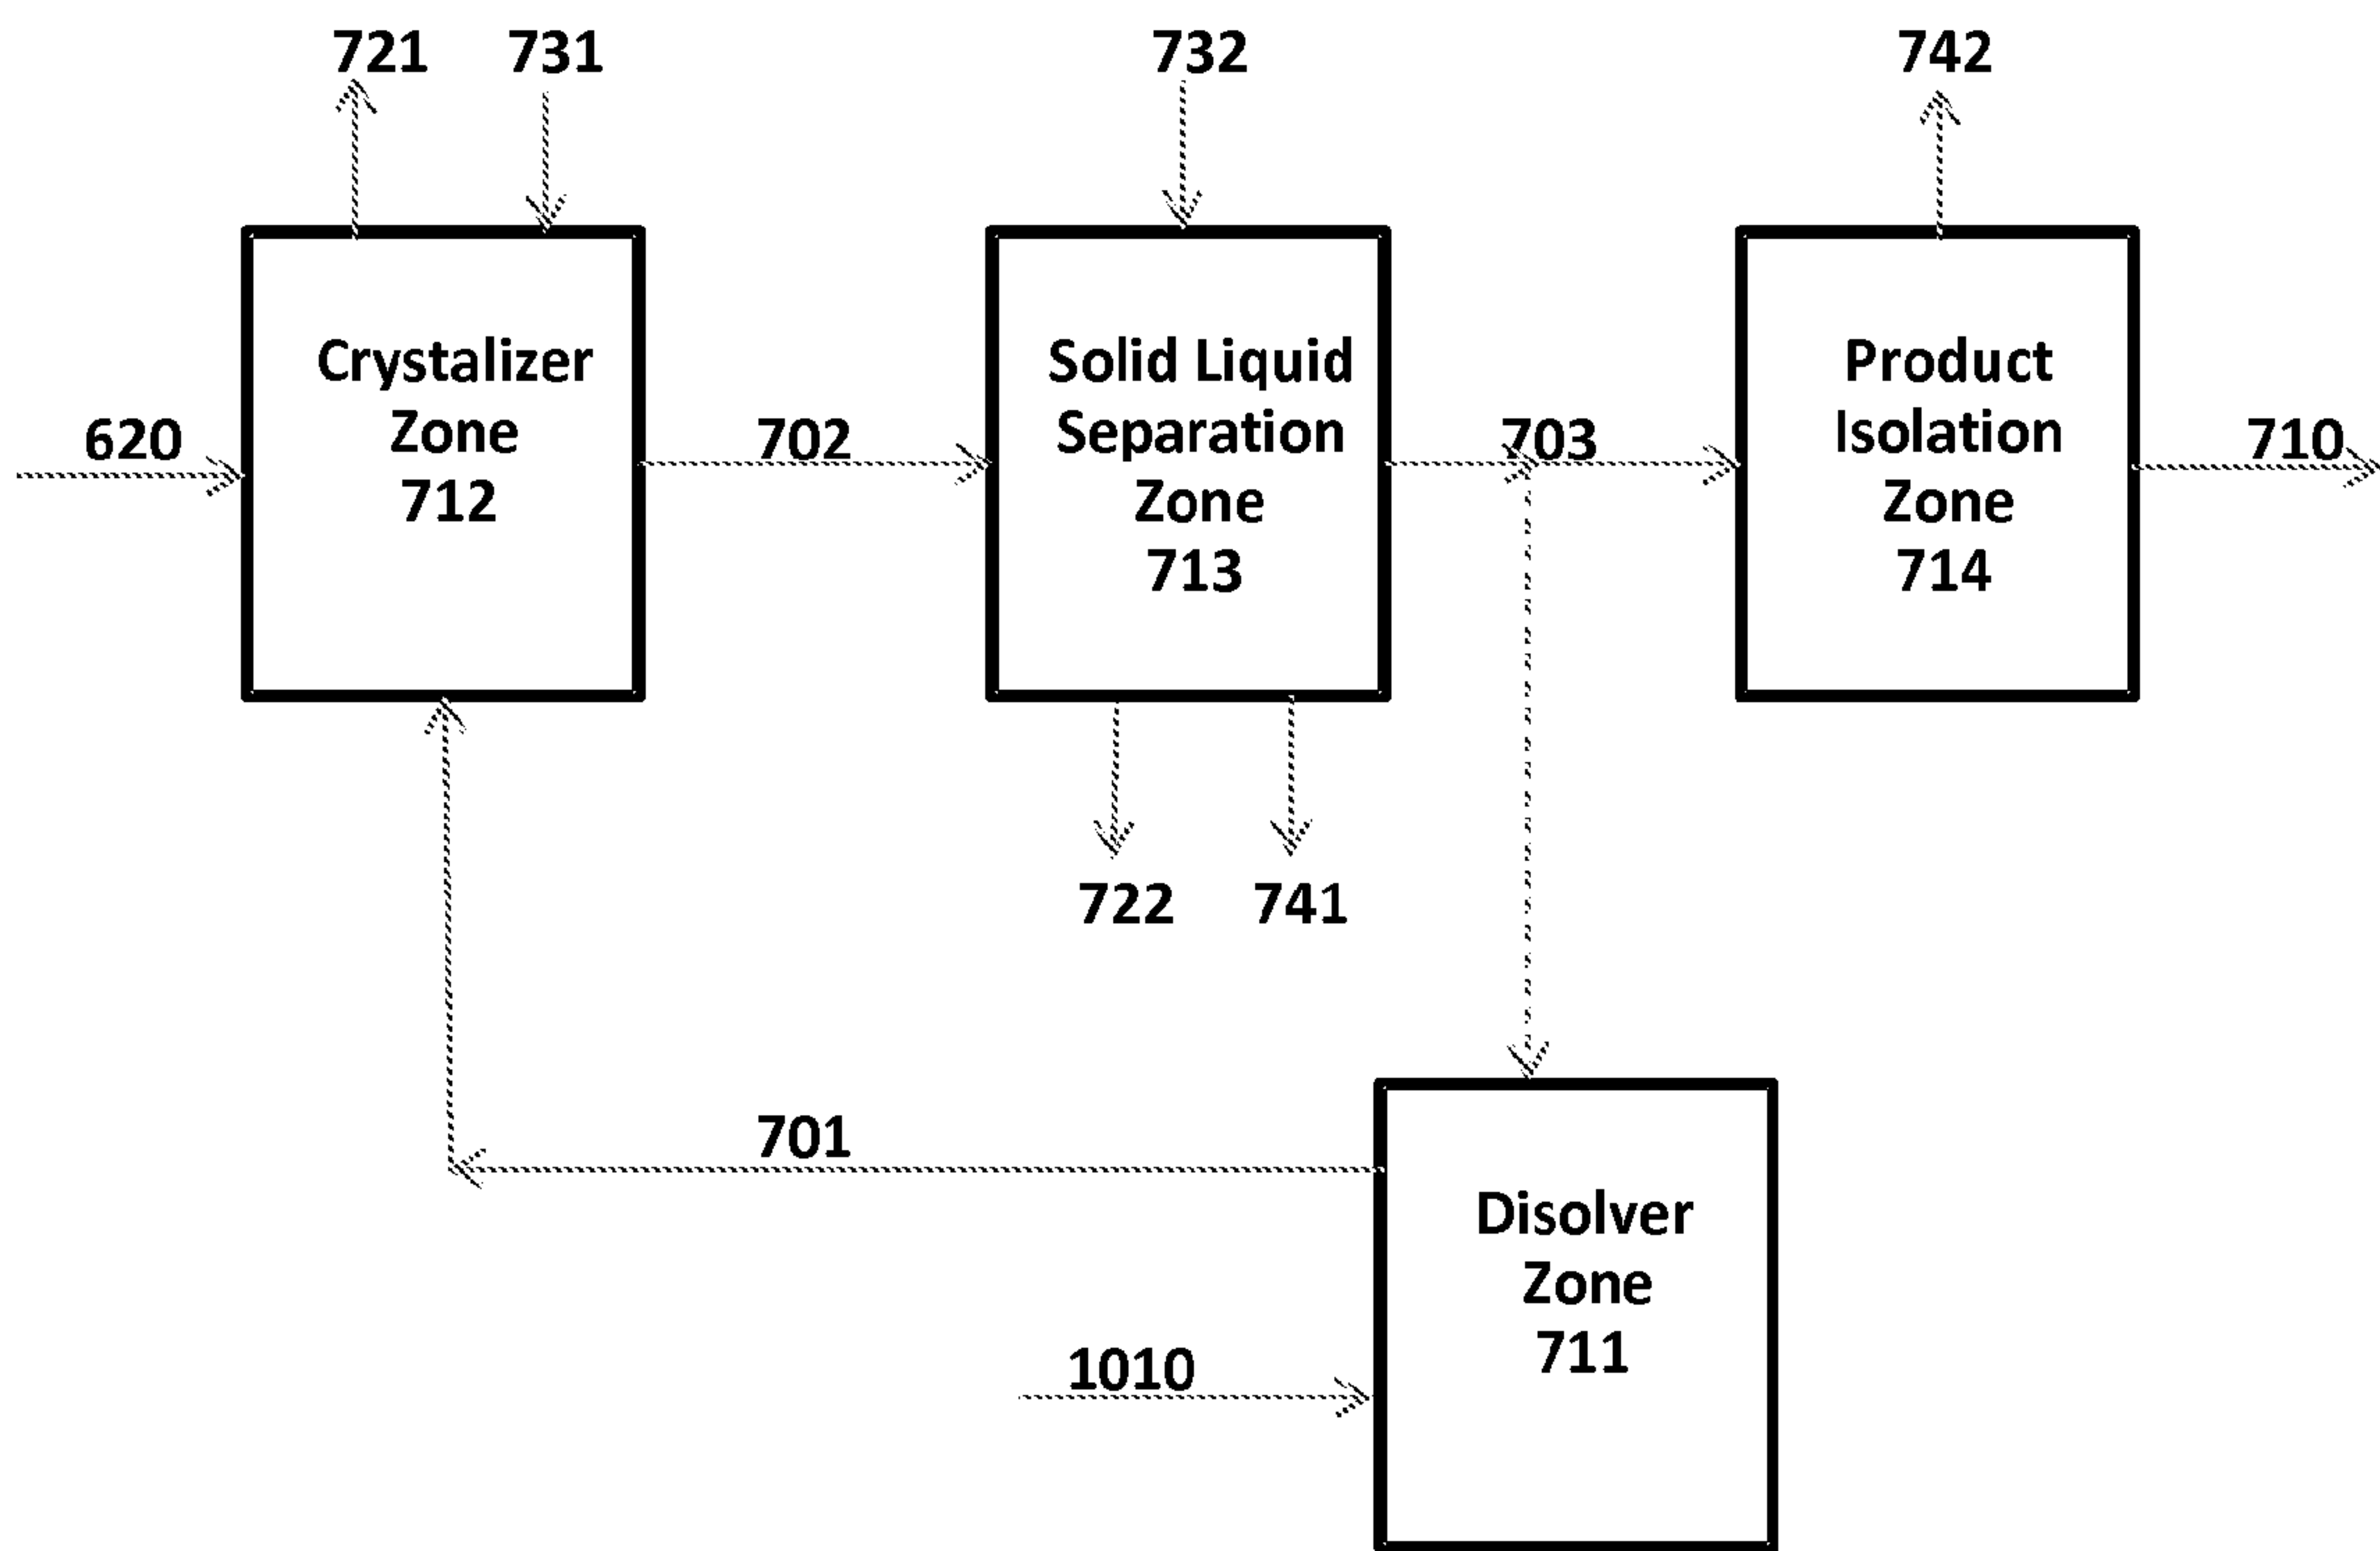 721
731
732
742
Crystalizer
Zone
712
Solid Liquid
Separation
Zone
713
Product
Isolation
Zone
714
620
702
703
710
722
741
701
Disolver
Zone
711
1010